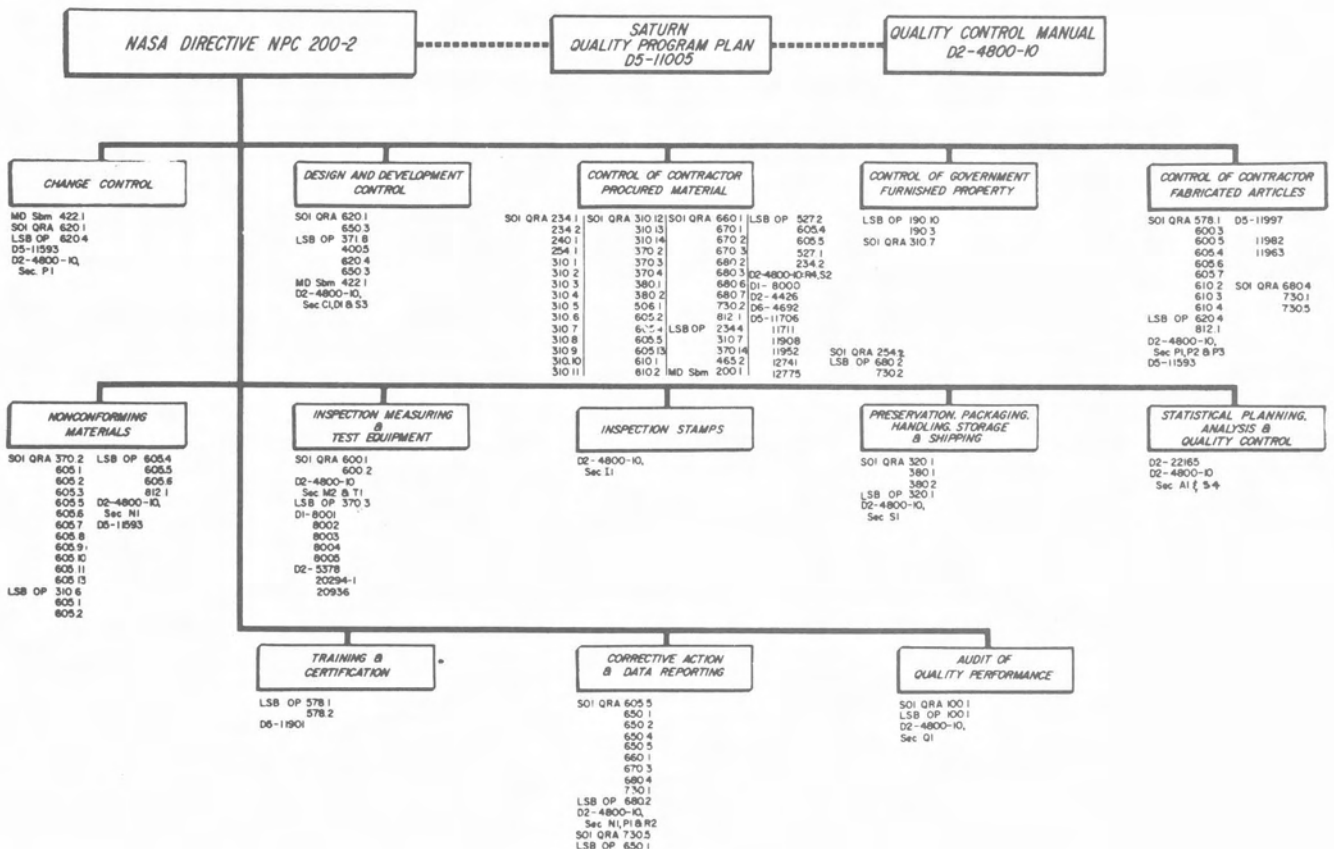 NASA DIRECTIVE NPC 200-2
SATURN
QUALITY PROGRAM PLAN
D5-11005
QUALITY CONTROL MANUAL
D2-4800-10
CHANGE CONTROL
MD Sbm 422.1
SOI QRA 620.1
LSB OP 620.4
D5-11593
D2-4800-10,
Sec. P1
DESIGN AND DEVELOPMENT
CONTROL
SOI QRA 620.1
650.3
LSB OP 371.8
400.5
620.4
650.3
MD Sbm 422.1
D2-4800-10,
Sec C1,D1 & S3
CONTROL OF CONTRACTOR
PROCURED MATERIAL
SOI QRA 234.1
234.2
240.1
254.1
310.1
310.2
310.3
310.4
310.5
310.6
310.7
310.8
310.9
310.10
310.11
SOI QRA 310.12
310.13
310.14
370.2
370.3
370.4
380.1
380.2
506.1
605.2
605.4
605.5
605.13
610.1
610.2
SOI QRA 660.1
670.1
670.2
670.3
680.2
680.3
680.6
680.7
730.2
812.1
LSB OP 234.4
310.7
370.14
465.2
MD Sbm 200.1
LSB OP 527.2
605.4
605.5
527.1
234.2
D2-4800-10:R4,S2
D1-8000
D2-4426
D6-4692
D5-11706
11711
11908
11952
12741
12775
SOI QRA 254.2
LSB OP 680.2
730.2
CONTROL OF GOVERNMENT
FURNISHED PROPERTY
LSB OP 190.10
190.3
SOI QRA 310.7
CONTROL OF CONTRACTOR
FABRICATED ARTICLES
SOI QRA 578.1
600.3
600.5
605.4
605.6
605.7
610.2
610.3
610.4
LSB OP 620.4
812.1
D2-4800-10,
Sec P1,P2 & P3
D5-11593
D5-11997
11982
11963
SOI QRA 680.4
730.1
730.5
NONCONFORMING
MATERIALS
SOI QRA 370.2
605.1
605.2
605.3
605.5
605.6
605.7
605.8
605.9
605.10
605.11
605.13
LSB OP 310.6
605.1
605.2
LSB OP 605.4
605.5
605.6
812.1
D2-4800-10,
Sec N1
D5-11593
INSPECTION MEASURING
&
TEST EQUIPMENT
SOI QRA 600.1
600.2
D2-4800-10
Sec M2 & T1
LSB OP 370.3
D1-8001
8002
8003
8004
8005
D2-5378
20294-1
20936
INSPECTION STAMPS
D2-4800-10,
Sec I1
PRESERVATION, PACKAGING,
HANDLING, STORAGE
& SHIPPING
SOI QRA 320.1
380.1
380.2
LSB OP 320.1
D2-4800-10,
Sec S1
STATISTICAL PLANNING,
ANALYSIS &
QUALITY CONTROL
D2-22165
D2-4800-10
Sec A1 & S4
TRAINING &
CERTIFICATION
LSB OP 578.1
578.2
D5-11901
CORRECTIVE ACTION
& DATA REPORTING
SOI QRA 605.5
650.1
650.2
650.4
650.5
660.1
670.3
680.4
730.1
LSB OP 680.2
D2-4800-10,
Sec N1,P1&R2
SOI QRA 730.5
LSB OP 650.1
AUDIT OF
QUALITY PERFORMANCE
SOI QRA 100.1
LSB OP 100.1
D2-4800-10,
Sec Q1